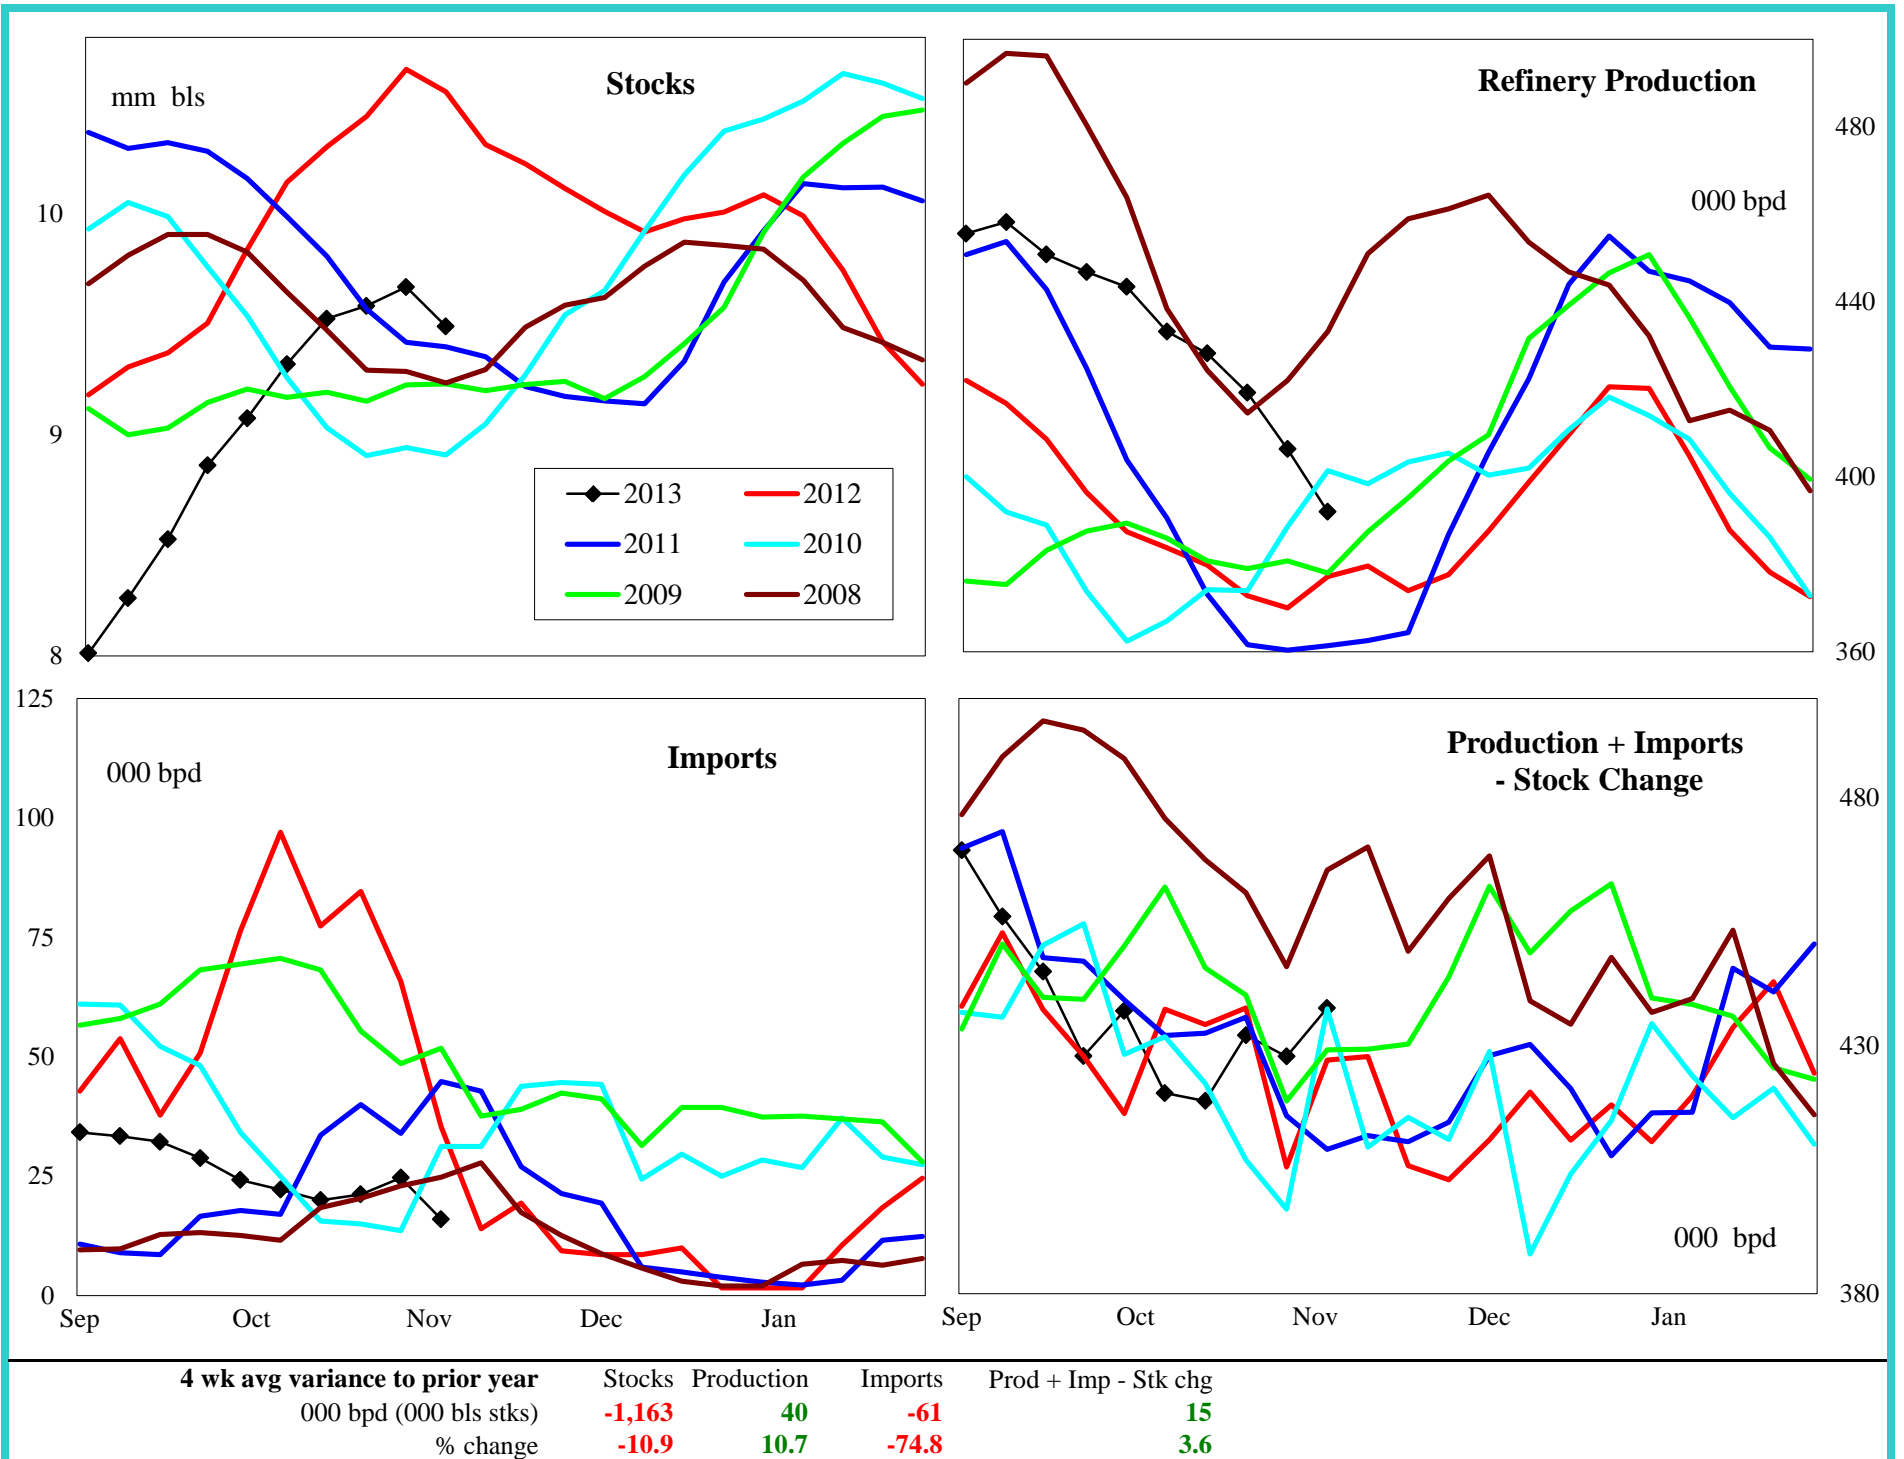 Stocks
mm bls
10
9
8
2013
2012
2011
2010
2009
2008
Refinery Production
000 bpd
480
440
400
360
Imports
000 bpd
125
100
75
50
25
0
Sep Oct Nov Dec Jan
Production + Imports
- Stock Change
480
430
000 bpd
380
Sep Oct Nov Dec Jan
4 wk avg variance to prior year Stocks Production Imports Prod + Imp - Stk chg
000 bpd (000 bls stks) -1,163 40 -61 15
% change -10.9 10.7 -74.8 3.6